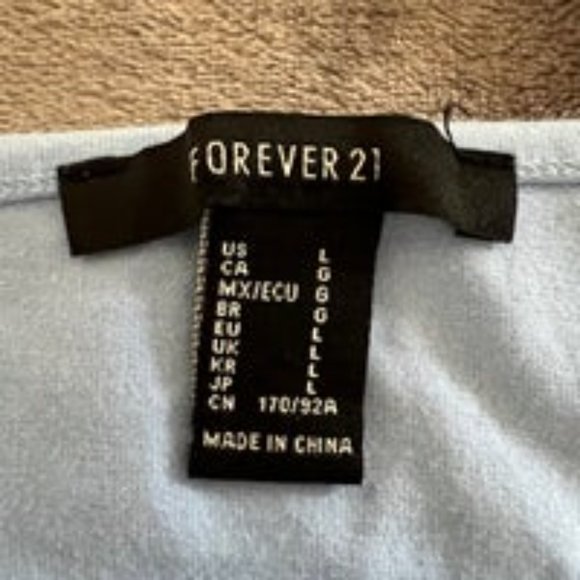 FOREVER 21
US L
CA G
MX/ECU G
BR G
EU L
UK L
KR L
JP L
CN 170/92A
MADE IN CHINA